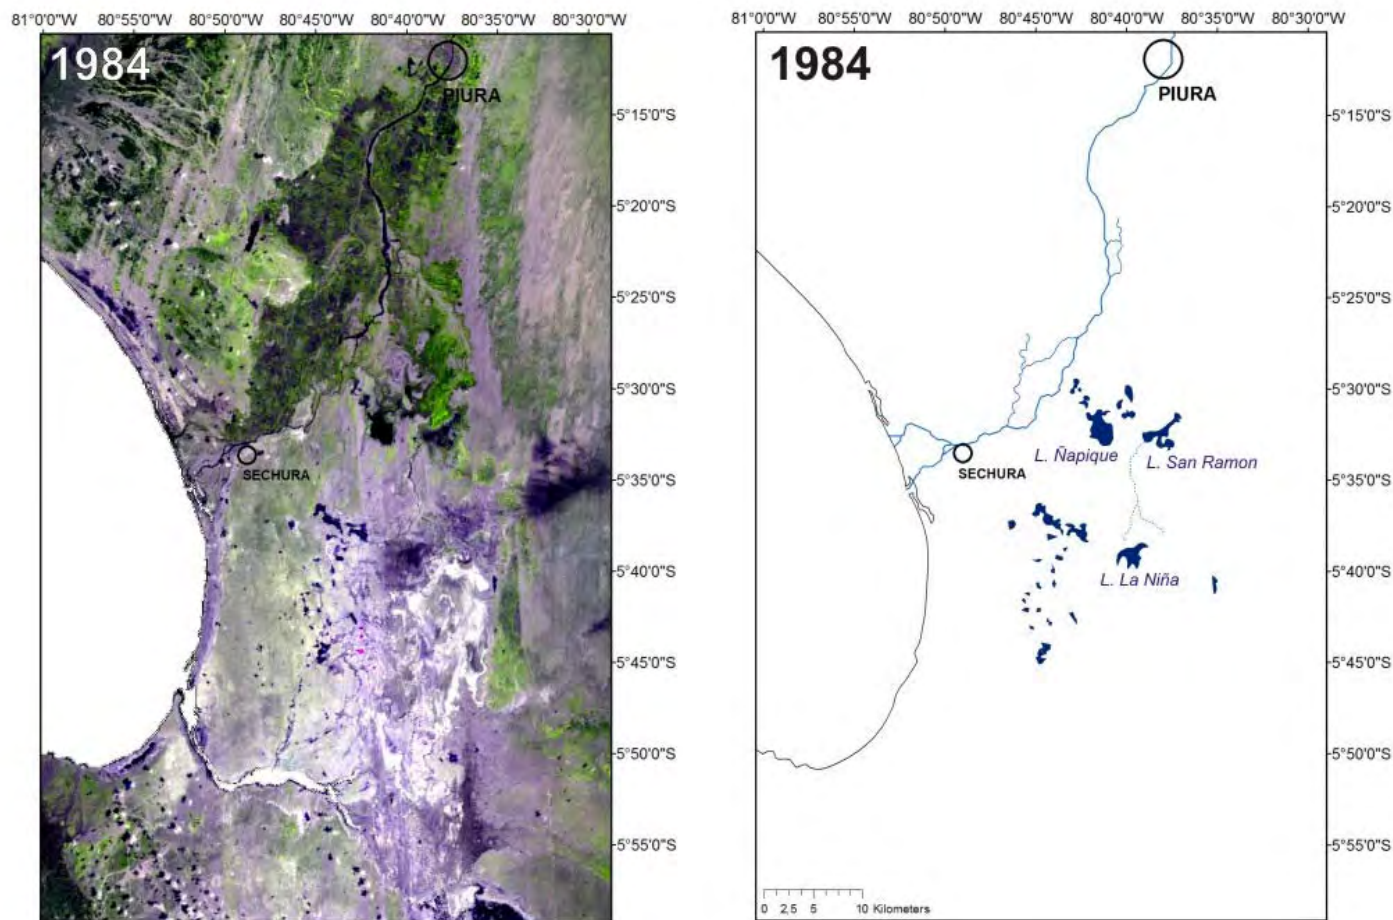 81°0'0"W 80°55'0"W 80°50'0"W 80°45'0"W 80°40'0"W 80°35'0"W 80°30'0"W
1984
PIURA
5°15'0"S
5°20'0"S
5°25'0"S
5°30'0"S
SECHURA
5°35'0"S
5°40'0"S
5°45'0"S
5°50'0"S
5°55'0"S
81°0'0"W 80°55'0"W 80°50'0"W 80°45'0"W 80°40'0"W 80°35'0"W 80°30'0"W
1984
PIURA
5°15'0"S
5°20'0"S
5°25'0"S
5°30'0"S
L. Ñapique
L. San Ramon
SECHURA
5°35'0"S
L. La Niña
5°40'0"S
5°45'0"S
5°50'0"S
5°55'0"S
0 2.5 5 10 Kilometers